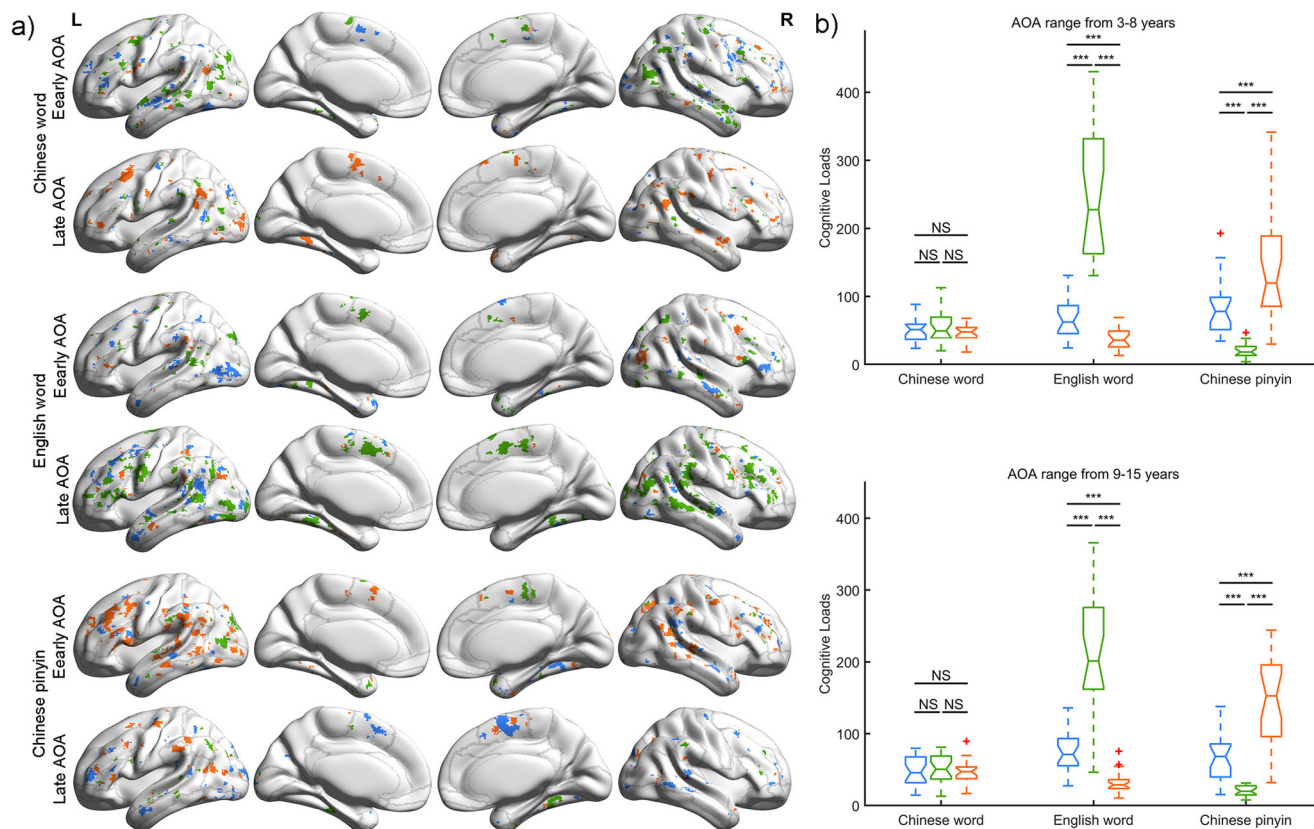 a)
L
R
Chinese word
Eearly AOA
Late AOA
English word
Eearly AOA
Late AOA
Chinese pinyin
Eearly AOA
Late AOA
b)
AOA range from 3-8 years
Cognitive Loads
400
300
200
100
0
NS
NS NS
***
*** ***
***
*** ***
Chinese word English word Chinese pinyin
AOA range from 9-15 years
Cognitive Loads
400
300
200
100
0
NS
NS NS
***
*** ***
***
*** ***
Chinese word English word Chinese pinyin